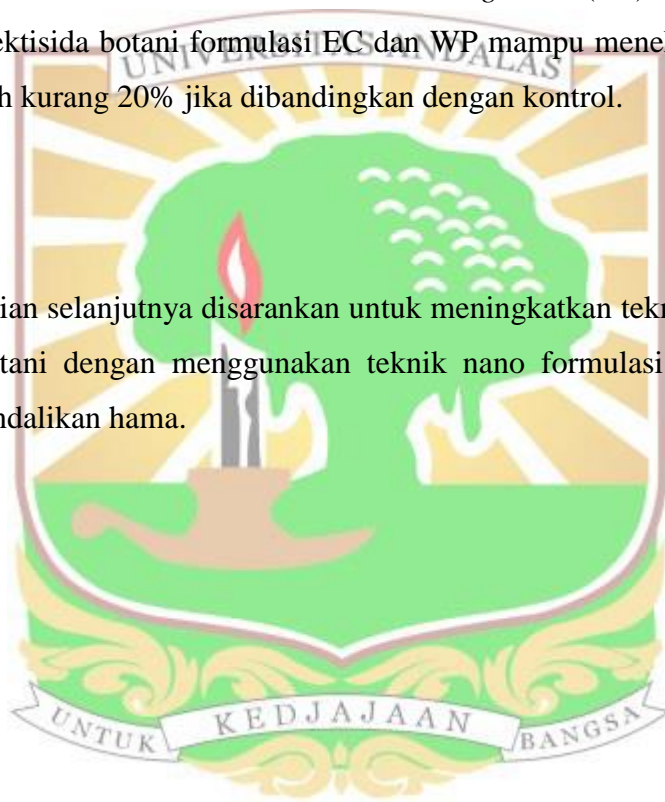 ektisida botani formulasi EC dan WP mampu menek
UNIVERSITAS ANDALAS
h kurang 20% jika dibandingkan dengan kontrol.
ian selanjutnya disarankan untuk meningkatkan tekn
tani dengan menggunakan teknik nano formulasi
ndalikan hama.
UNTUK KEDJAJAAN BANGSA